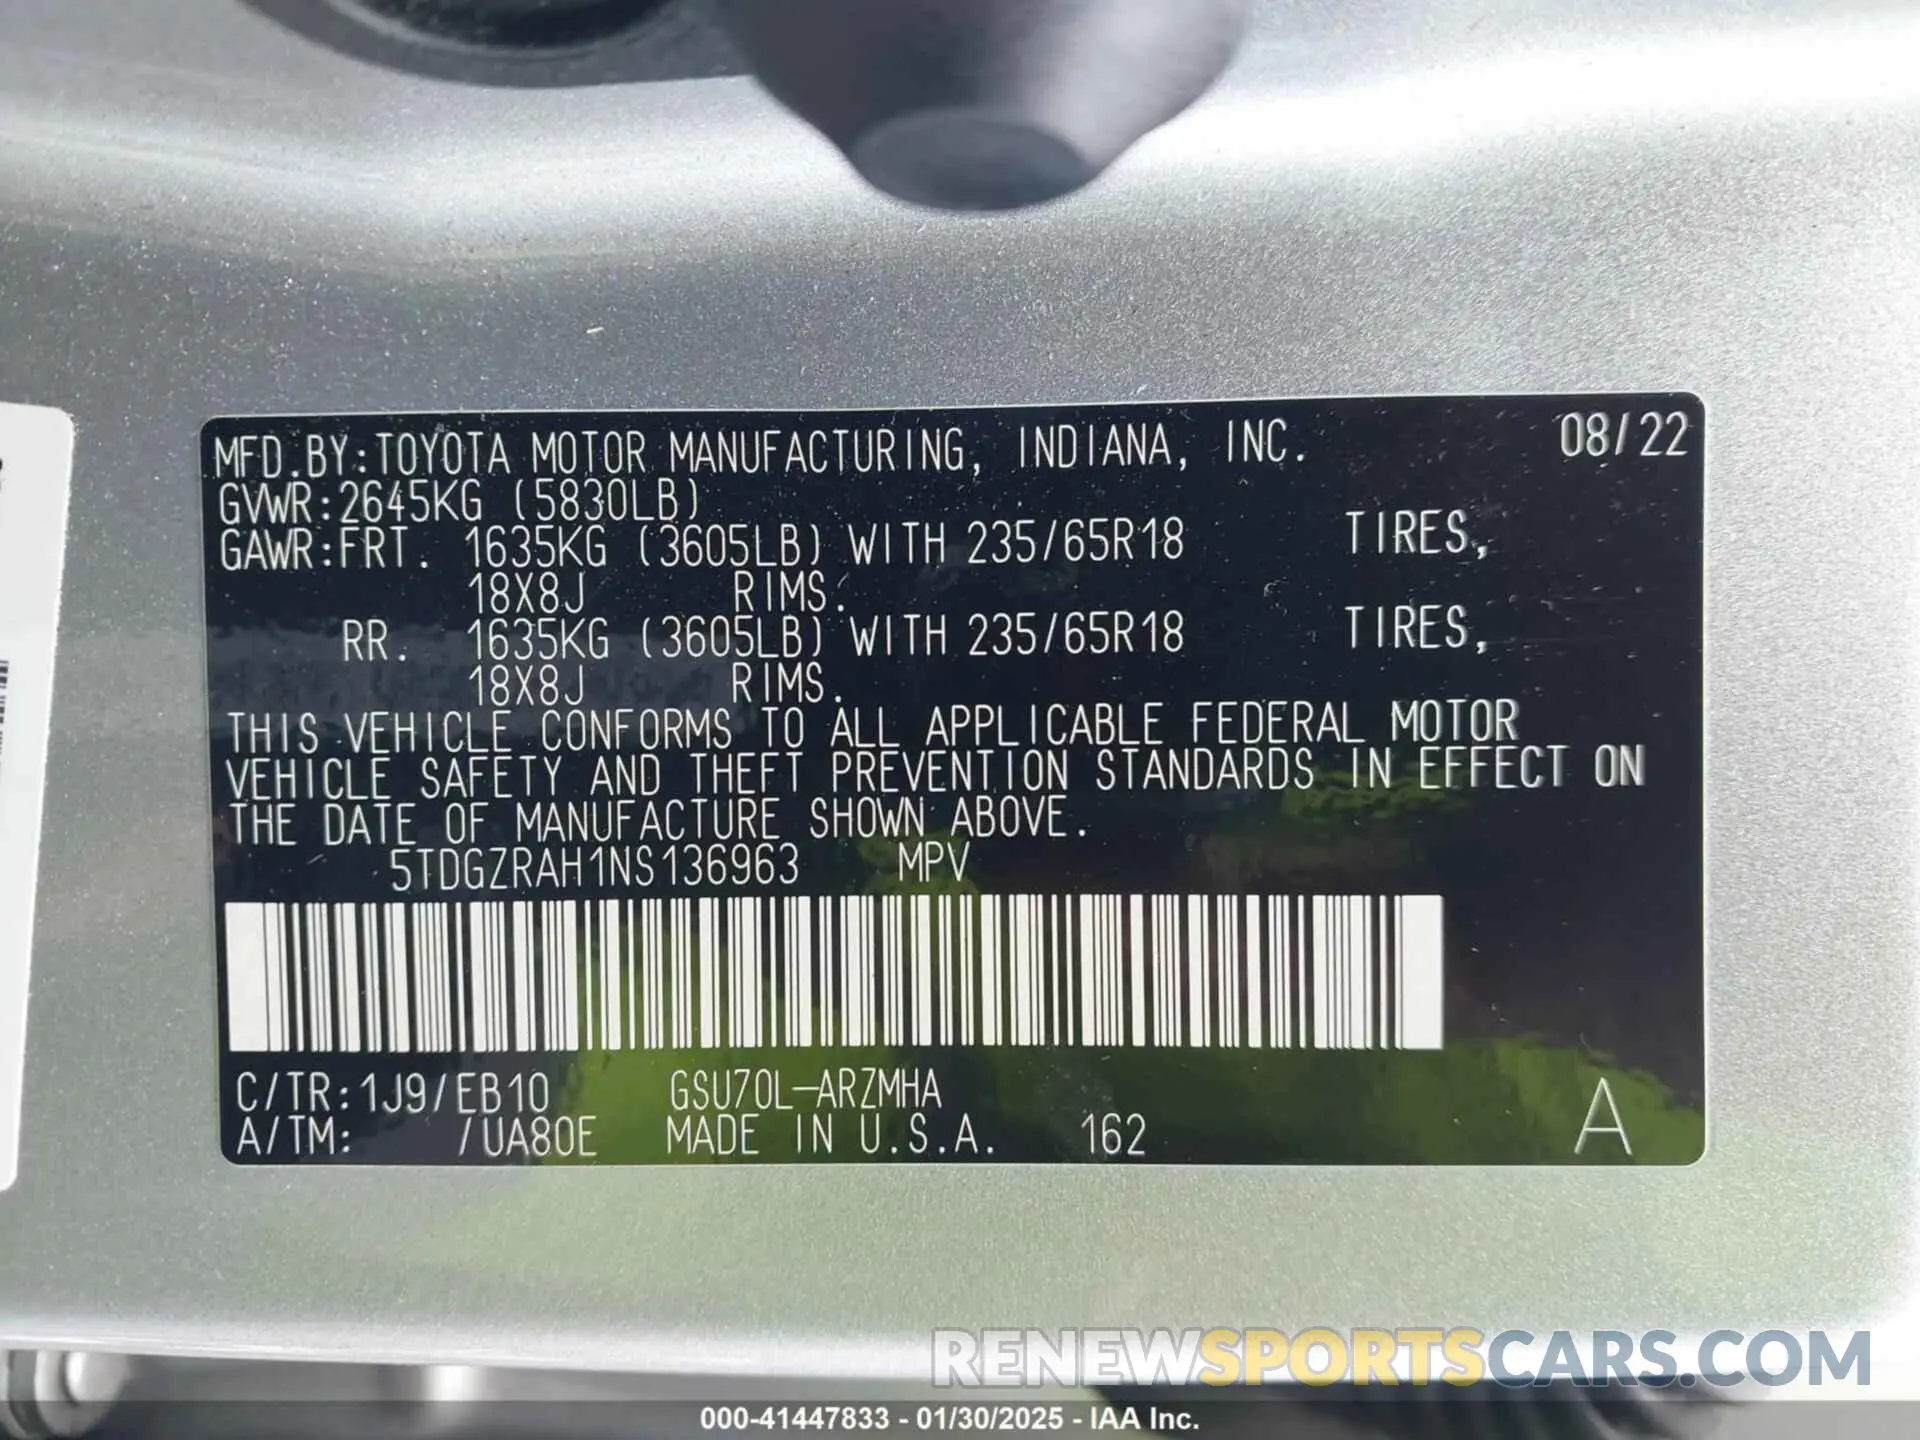 MFD.BY:TOYOTA MOTOR MANUFACTURING, INDIANA, INC. 08/22
GVWR:2645KG (5830LB)
GAWR:FRT. 1635KG (3605LB) WITH 235/65R18 TIRES,
18X8J RIMS.
RR. 1635KG (3605LB) WITH 235/65R18 TIRES,
18X8J RIMS.
THIS VEHICLE CONFORMS TO ALL APPLICABLE FEDERAL MOTOR
VEHICLE SAFETY AND THEFT PREVENTION STANDARDS IN EFFECT ON
THE DATE OF MANUFACTURE SHOWN ABOVE.
5TDGZRAH1NS136963 MPV
C/TR:1J9/EB10 GSU70L-ARZMHA
A/TM: /UA80E MADE IN U.S.A. 162 A
RENEWSPORTSCARS.COM
000-41447833 - 01/30/2025 - IAA Inc.